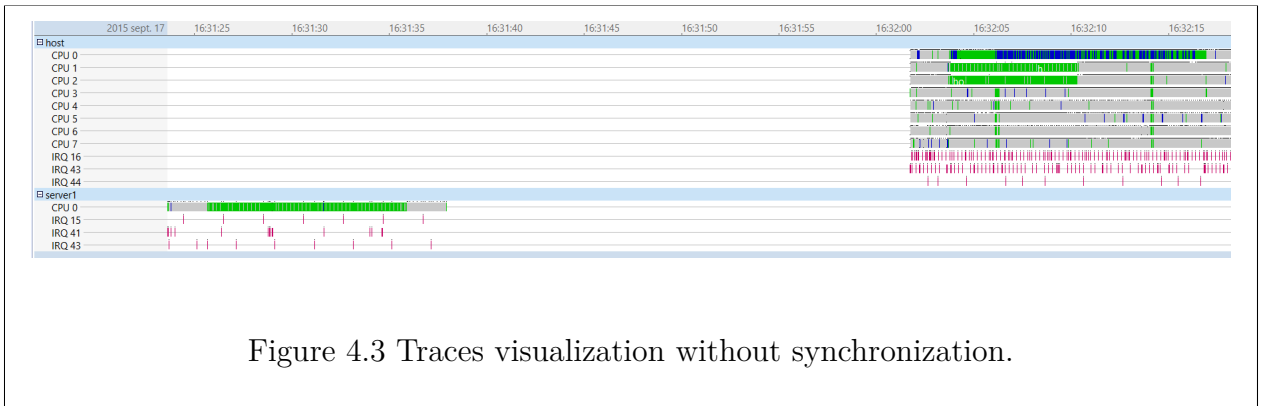 2015 sept. 17 16:31:25 16:31:30 16:31:35 16:31:40 16:31:45 16:31:50 16:31:55 16:32:00 16:32:05 16:32:10 16:32:15
host
CPU 0
CPU 1
CPU 2
CPU 3
CPU 4
CPU 5
CPU 6
CPU 7
IRQ 16
IRQ 43
IRQ 44
server1
CPU 0
IRQ 15
IRQ 41
IRQ 43
Figure 4.3 Traces visualization without synchronization.